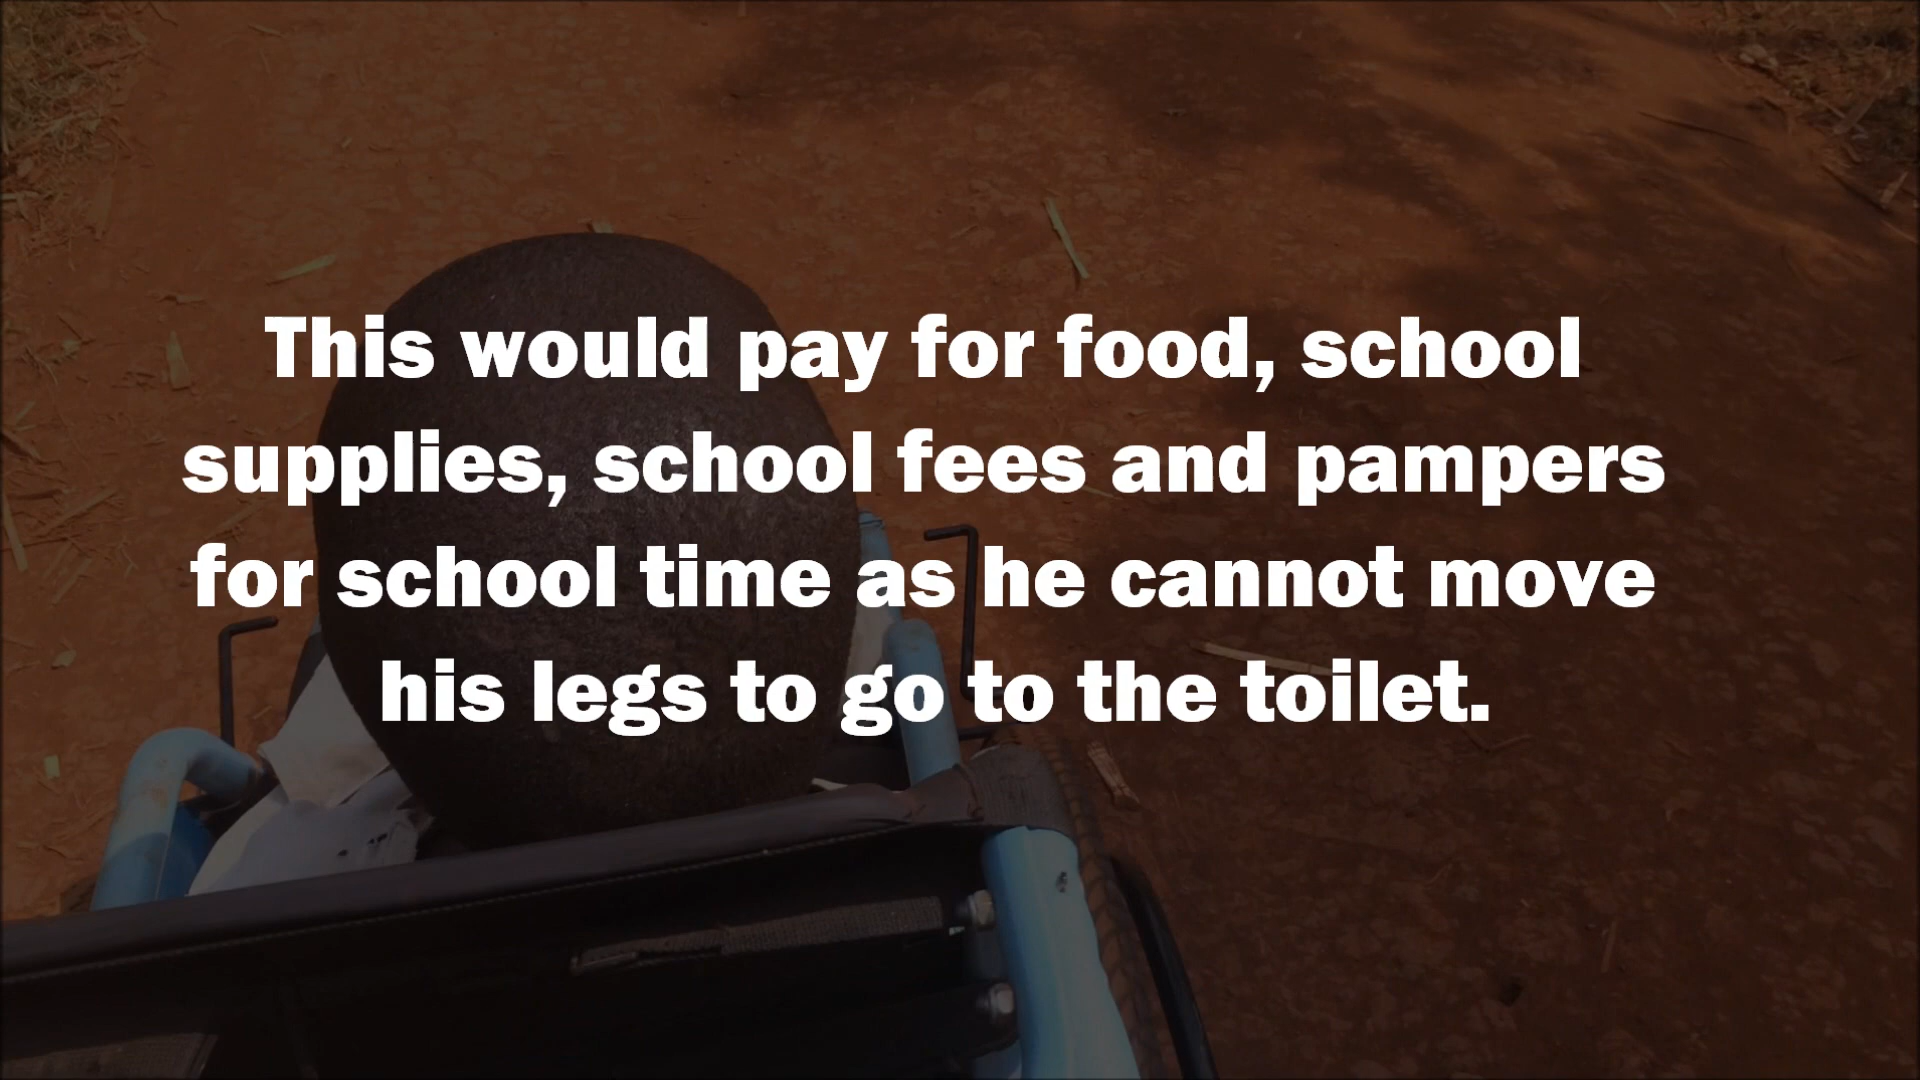 This would pay for food, school
supplies, school fees and pampers
for school time as he cannot move
his legs to go to the toilet.